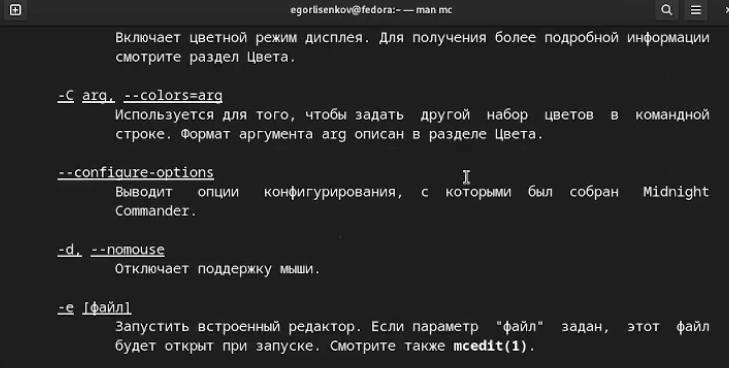 egorlisenkov@fedora:~ — man mc
Включает цветной режим дисплея. Для получения более подробной информации
смотрите раздел Цвета.
-C arg, --colors=arg
Используется для того, чтобы задать другой набор цветов в командной
строке. Формат аргумента arg описан в разделе Цвета.
--configure-options
Выводит опции конфигурирования, с которыми был собран Midnight
Commander.
-d, --nomouse
Отключает поддержку мыши.
-e [файл]
Запустить встроенный редактор. Если параметр "файл" задан, этот файл
будет открыт при запуске. Смотрите также mcedit(1).